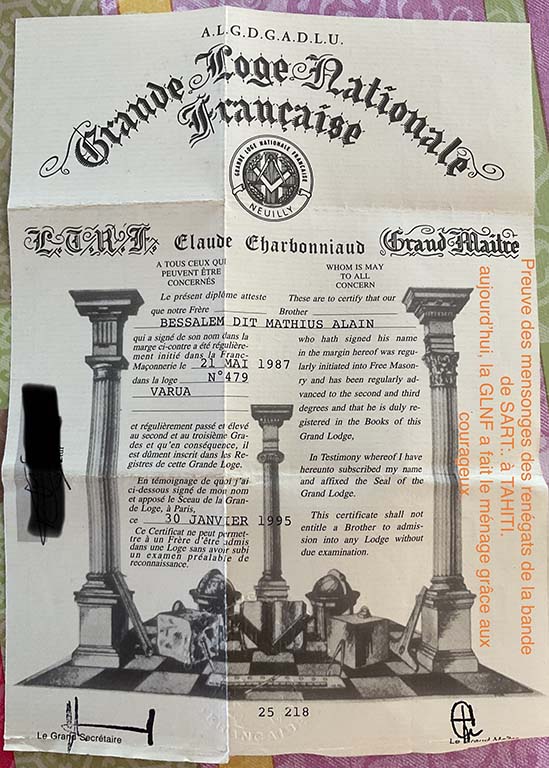 A.L.G.D.G.A.D.L.U.
Grande Loge Nationale
Française
GRANDE LOGE NATIONALE FRANÇAISE
NEUILLY
L.T.R.F. Claude Charbonniaud Grand Maître
A TOUS CEUX QUI
PEUVENT ÊTRE
CONCERNÉS
Le présent diplôme atteste
que notre Frère
WHOM IS MAY
TO ALL
CONCERN
These are to certify that our
Brother
BESSALEM DIT MATHIUS ALAIN
qui a signé de son nom dans la
marge ci-contre a été régulière-
ment initié dans la Franc-
Maçonnerie le 21 MAI 1987
dans la loge N°479
VARUA
et régulièrement passé et élevé
au second et au troisième Gra-
des et qu'en conséquence, il
est dûment inscrit dans les Re-
gistres de cette Grande Loge.
En témoignage de quoi j'ai
ci-dessous signé de mon nom
et apposé le Sceau de la Gran-
de Loge, à Paris,
ce 30 JANVIER 1995
Ce Certificat ne peut permet-
tre à un Frère d'être admis
dans une Loge sans avoir subi
un examen préalable de
reconnaissance.
who hath signed his name
in the margin hereof was regu-
larly initiated into Free Mason-
ry and has been regularly ad-
vanced to the second and third
degrees and that he is duly re-
gistered in the Books of this
Grand Lodge,
In Testimony whereof I have
hereunto subscribed my name
and affixed the Seal of the
Grand Lodge.
This certificate shall not
entitle a Brother to admis-
sion into any Lodge without
due examination.
Preuve des mensonges des renégats de la bande
de SART:. à TAHITI.
aujourd'hui, la GLNF a fait le ménage grâce aux
courageux
25 218
Le Grand Secrétaire
Le Grand